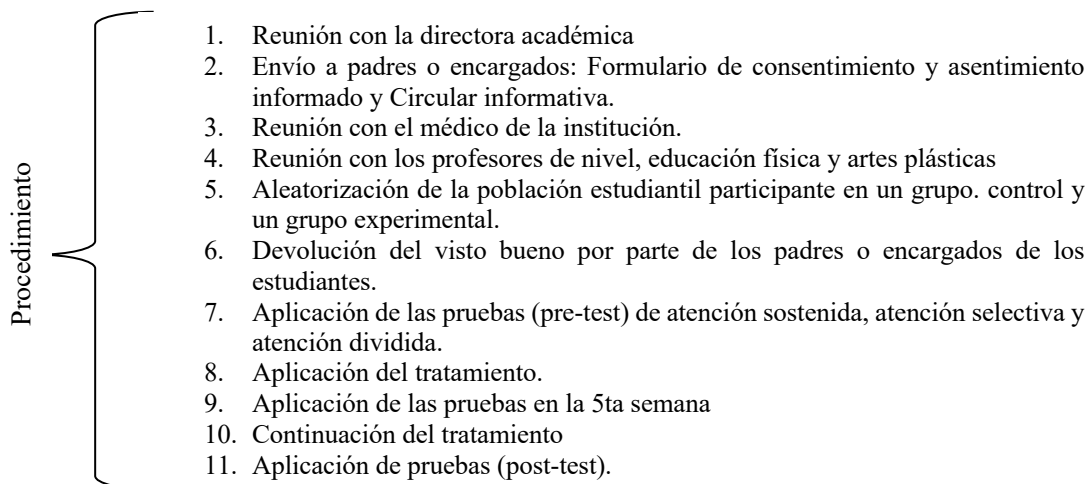 Procedimiento
1. Reunión con la directora académica
2. Envío a padres o encargados: Formulario de consentimiento y asentimiento
informado y Circular informativa.
3. Reunión con el médico de la institución.
4. Reunión con los profesores de nivel, educación física y artes plásticas
5. Aleatorización de la población estudiantil participante en un grupo. control y
un grupo experimental.
6. Devolución del visto bueno por parte de los padres o encargados de los
estudiantes.
7. Aplicación de las pruebas (pre-test) de atención sostenida, atención selectiva y
atención dividida.
8. Aplicación del tratamiento.
9. Aplicación de las pruebas en la 5ta semana
10. Continuación del tratamiento
11. Aplicación de pruebas (post-test).